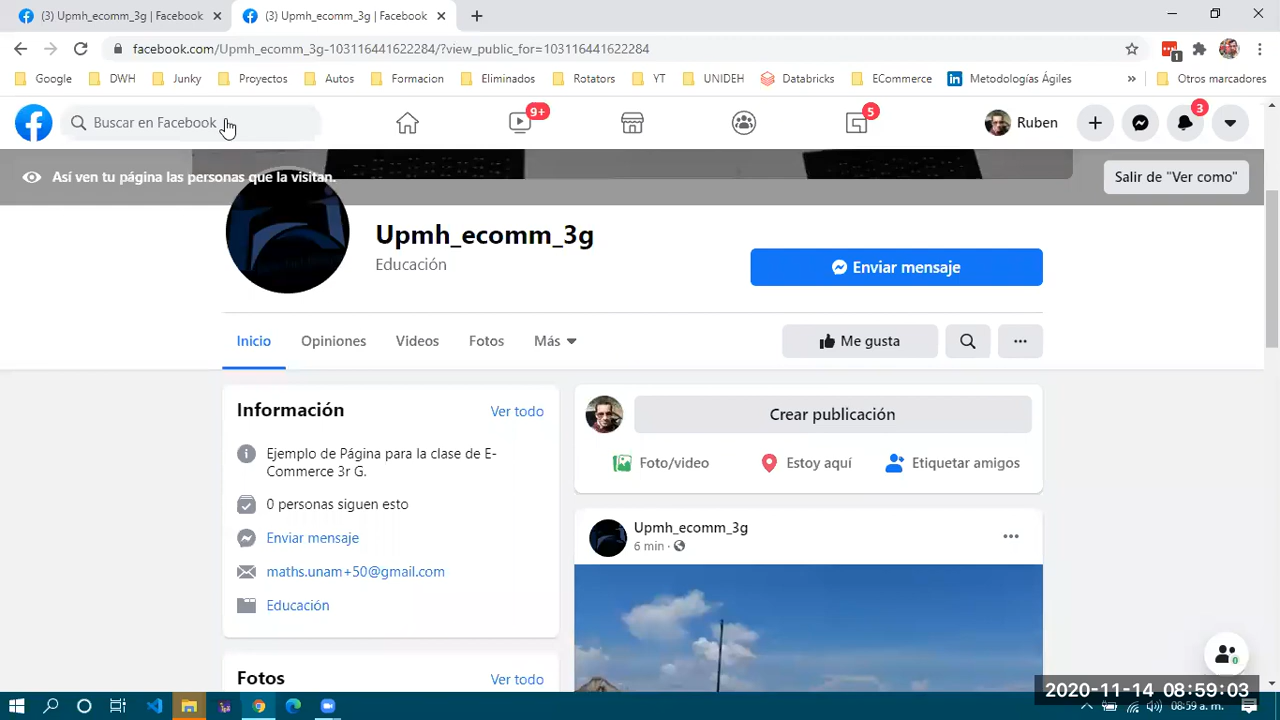 (3) Upmh_ecomm_3g | Facebook
(3) Upmh_ecomm_3g | Facebook
facebook.com/Upmh_ecomm_3g-103116441622284/?view_public_for=103116441622284
1
Google
DWH
Junky
Proyectos
Autos
Formacion
Eliminados
Rotators
YT
UNIDEH
Databricks
ECommerce
Metodologías Ágiles
»
Otros marcadores
Buscar en Facebook
9+
5
Ruben
3
Así ven tu página las personas que la visitan.
Salir de "Ver como"
Upmh_ecomm_3g
Educación
Enviar mensaje
Inicio
Opiniones
Videos
Fotos
Más
Me gusta
Información
Ver todo
Ejemplo de Página para la clase de E-
Commerce 3r G.
0 personas siguen esto
Enviar mensaje
maths.unam+50@gmail.com
Educación
Fotos
Ver todo
Crear publicación
Foto/video
Estoy aquí
Etiquetar amigos
Upmh_ecomm_3g
6 min ·
0
2020-11-14 08:59:03
08:59 a. m.